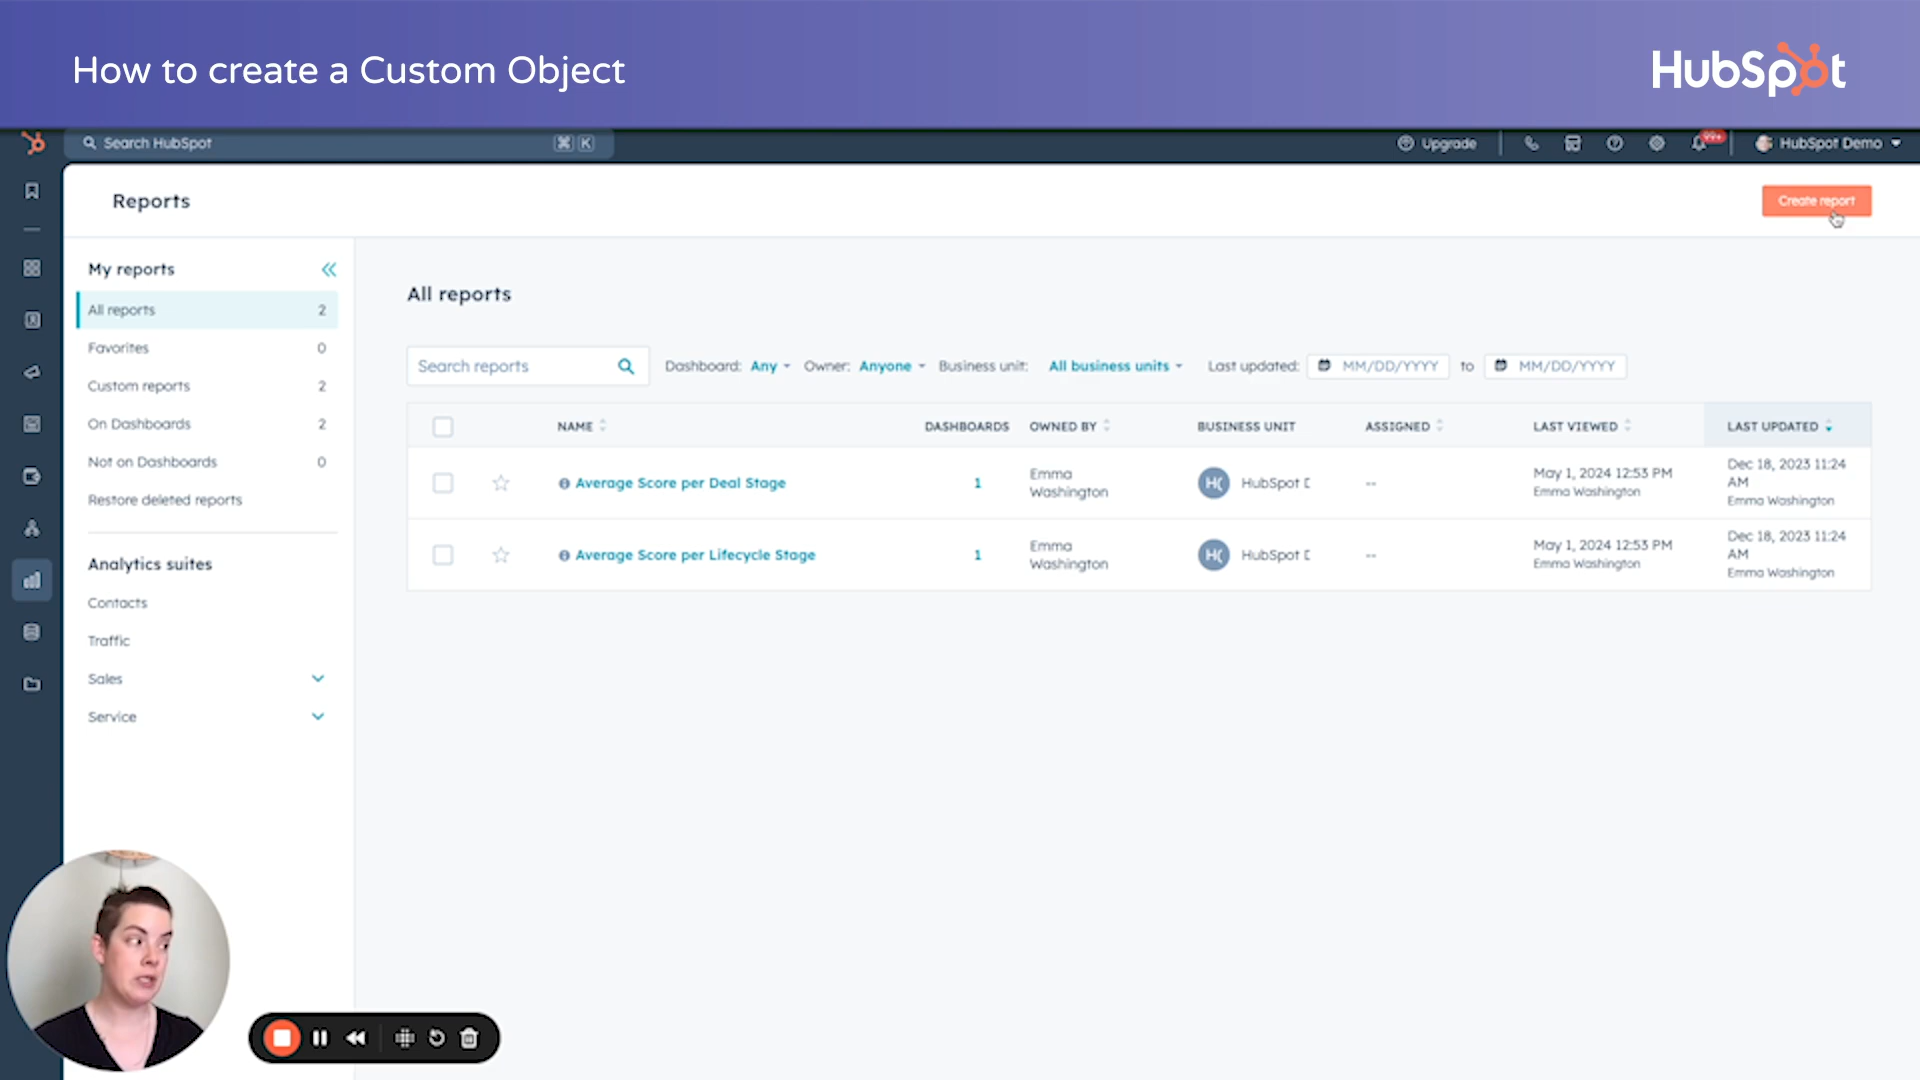 How to create a Custom Object
HubSpot
Search HubSpot
⌘ K
Upgrade
99+
HubSpot Demo
Reports
Create report
My reports
All reports 2
Favorites 0
Custom reports 2
On Dashboards 2
Not on Dashboards 0
Restore deleted reports
Analytics suites
Contacts
Traffic
Sales
Service
All reports
Search reports
Dashboard: Any Owner: Anyone Business unit: All business units Last updated: MM/DD/YYYY to MM/DD/YYYY
NAME DASHBOARDS OWNED BY BUSINESS UNIT ASSIGNED LAST VIEWED LAST UPDATED
Average Score per Deal Stage 1 Emma Washington H( HubSpot D -- May 1, 2024 12:53 PM Emma Washington Dec 18, 2023 11:24 AM Emma Washington
Average Score per Lifecycle Stage 1 Emma Washington H( HubSpot D -- May 1, 2024 12:53 PM Emma Washington Dec 18, 2023 11:24 AM Emma Washington